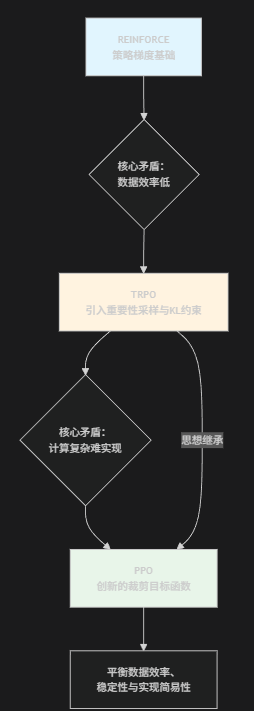 REINFORCE
策略梯度基础
核心矛盾：
数据效率低
TRPO
引入重要性采样与KL约束
核心矛盾：
计算复杂难实现
思想继承
PPO
创新的裁剪目标函数
平衡数据效率、
稳定性与实现简易性